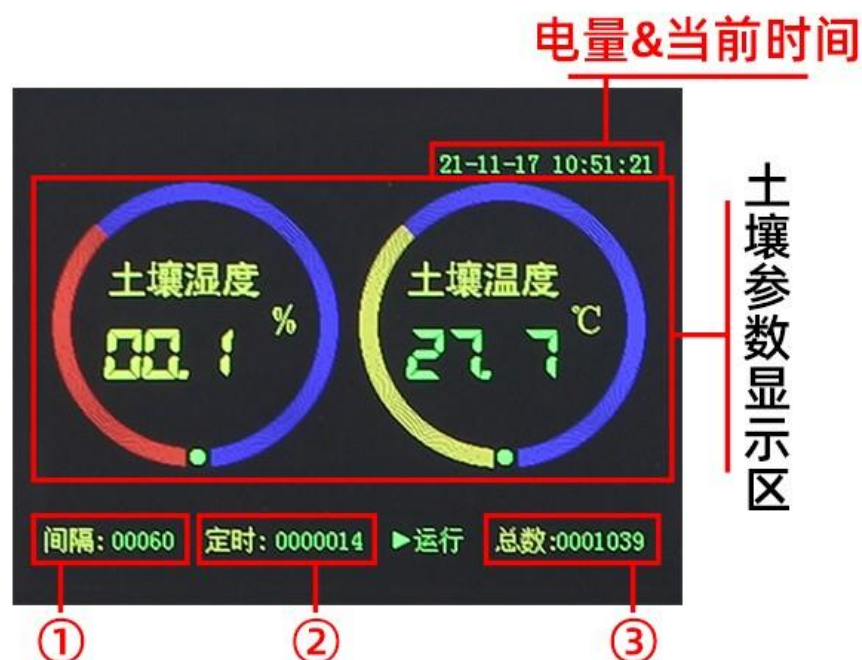 电量&当前时间
21-11-17 10:51:21
土壤湿度
%
00.1
土壤温度
℃
27.7
土壤参数显示区
间隔: 00060
定时: 0000014
▶运行
总数:0001039
①
②
③